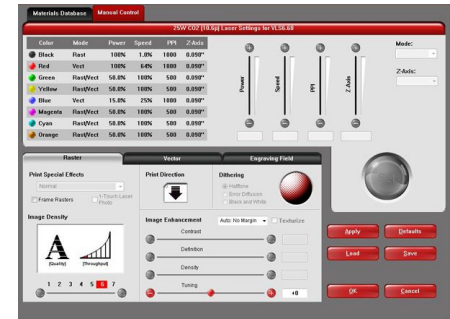 Materials Database Manual Control
25W CO2 (10.6µ) Laser Settings for VLS6.60
Color Mode Power Speed PPI Z-Axis
Black Rast 100% 1.0% 1000 0.090"
Red Vect 100% 64% 1000 0.090"
Green Rast/Vect 50.0% 100% 500 0.090"
Yellow Rast/Vect 50.0% 100% 500 0.090"
Blue Vect 15.0% 25% 1000 0.090"
Magenta Rast/Vect 50.0% 100% 500 0.090"
Cyan Rast/Vect 50.0% 100% 500 0.090"
Orange Rast/Vect 50.0% 100% 500 0.090"
Power
Speed
PPI
Z-Axis
Mode:
Z-Axis:
Raster Vector Engraving Field
Print Special Effects
Normal
Frame Rasters
1-Touch Laser Photo
Print Direction
Dithering
Halftone
Error Diffusion
Black and White
Image Density
(Quality) (Throughput)
1 2 3 4 5 6 7
Image Enhancement Auto: No Margin Texturize
Contrast
Definition
Density
Tuning
+0
Apply Defaults
Load Save
OK Cancel